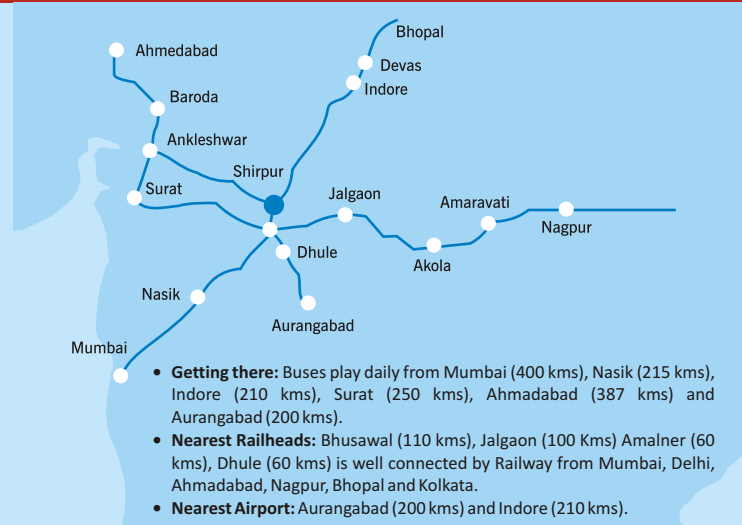 Bhopal
Ahmedabad
Devas
Indore
Baroda
Ankleshwar
Shirpur
Surat
Jalgaon
Amaravati
Nagpur
Dhule
Akola
Nasik
Aurangabad
Mumbai
• Getting there: Buses play daily from Mumbai (400 kms), Nasik (215 kms),
Indore (210 kms), Surat (250 kms), Ahmadabad (387 kms) and
Aurangabad (200 kms).
• Nearest Railheads: Bhusawal (110 kms), Jalgaon (100 Kms) Amalner (60
kms), Dhule (60 kms) is well connected by Railway from Mumbai, Delhi,
Ahmadabad, Nagpur, Bhopal and Kolkata.
• Nearest Airport: Aurangabad (200 kms) and Indore (210 kms).